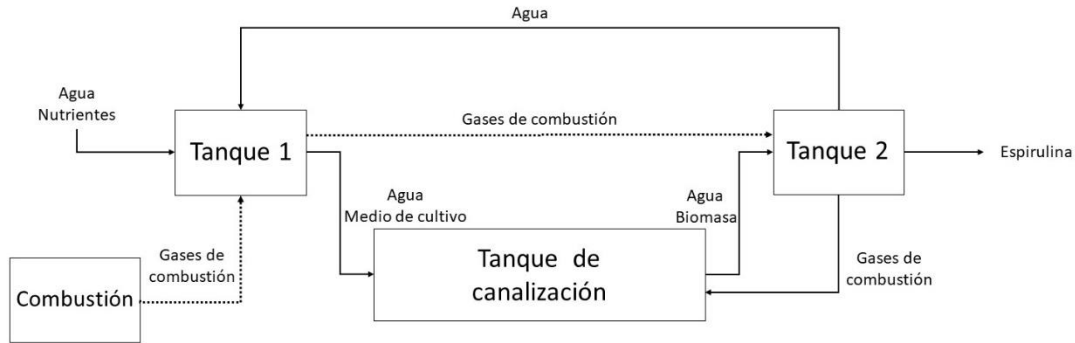 Agua
Agua
Nutrientes
Tanque 1
Gases de combustión
Tanque 2
Espirulina
Agua
Medio de cultivo
Agua
Biomasa
Gases de
combustión
Combustión
Tanque de
canalización
Gases de
combustión